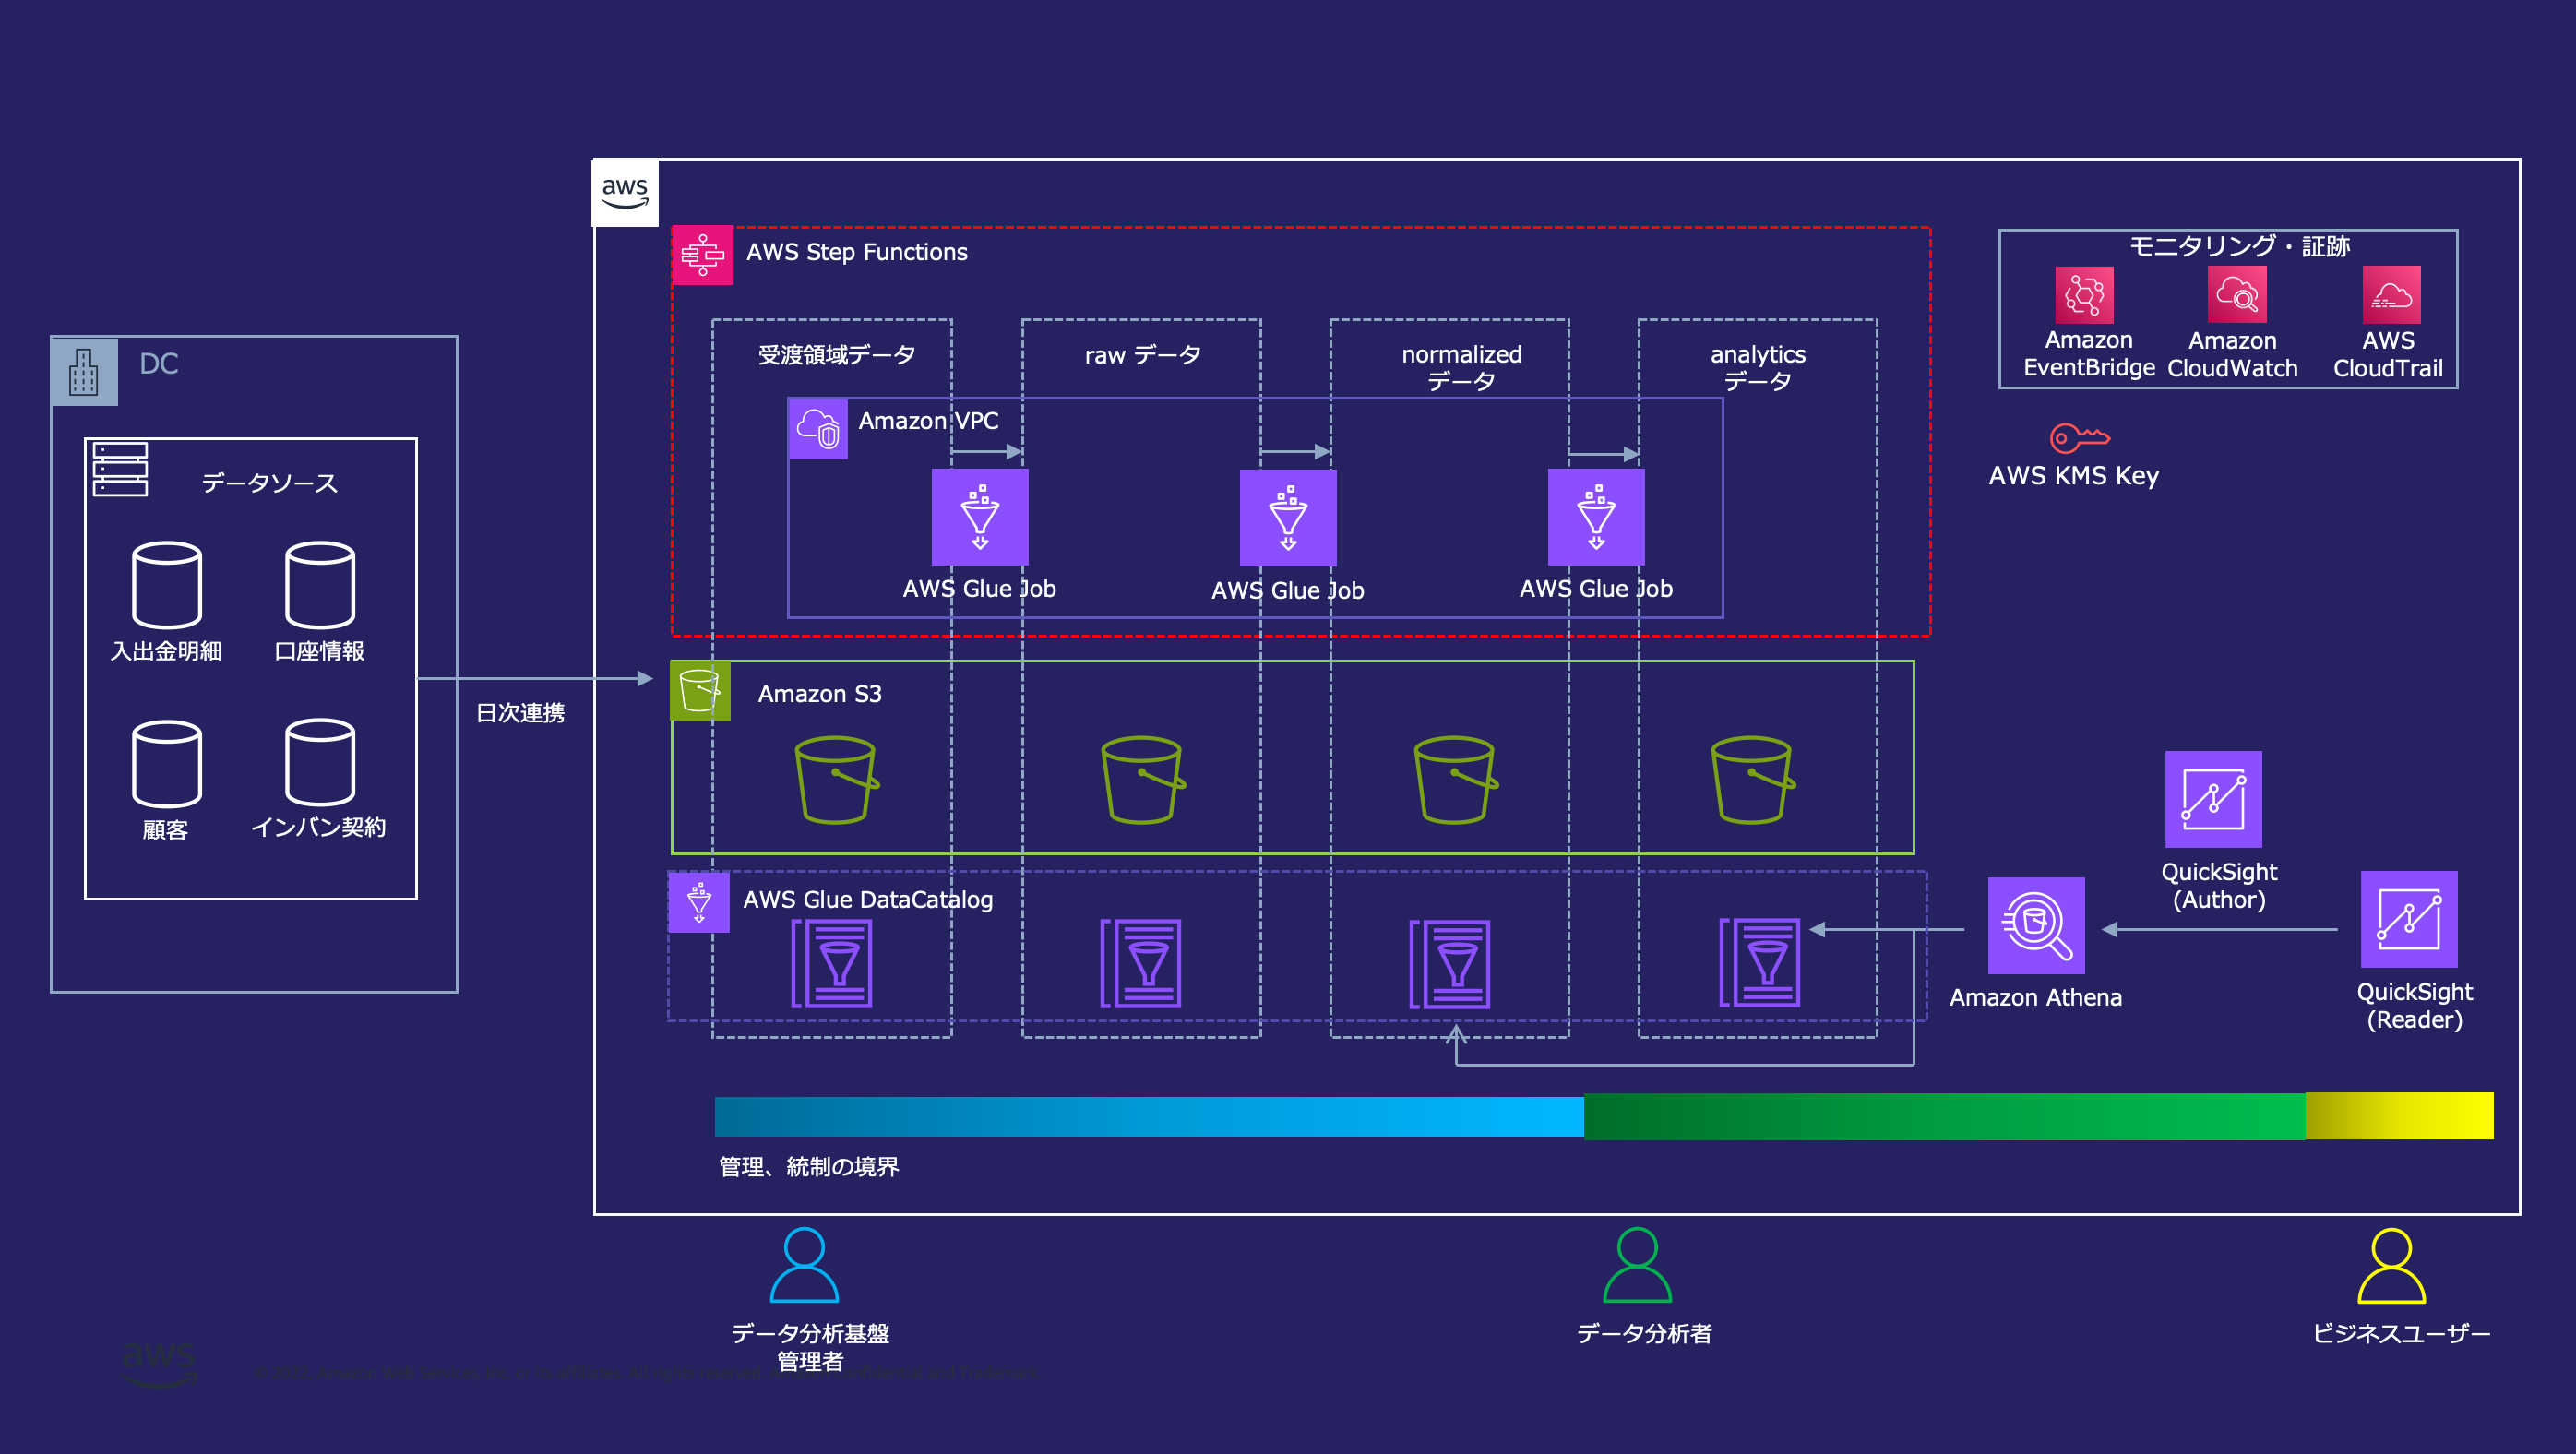 aws
AWS Step Functions
モニタリング・証跡
Amazon
EventBridge
Amazon
CloudWatch
AWS
CloudTrail
AWS KMS Key
受渡領域データ
raw データ
normalized
データ
analytics
データ
Amazon VPC
AWS Glue Job
AWS Glue Job
AWS Glue Job
DC
データソース
入出金明細
口座情報
顧客
インバン契約
日次連携
Amazon S3
AWS Glue DataCatalog
Amazon Athena
QuickSight
(Author)
QuickSight
(Reader)
管理、統制の境界
データ分析基盤
管理者
データ分析者
ビジネスユーザー
aws